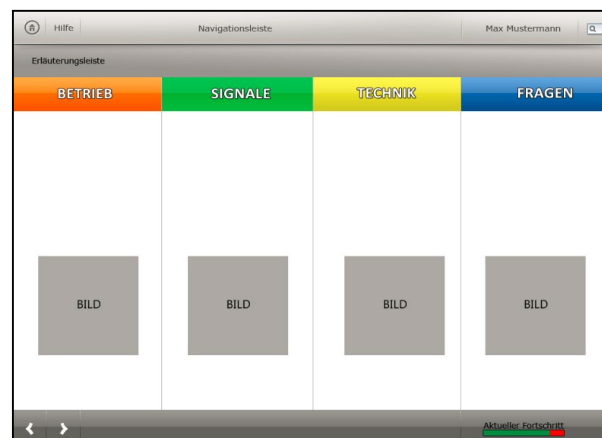 Hilfe Navigationsleiste Max Mustermann
Erläuterungsleiste
BETRIEB SIGNALE TECHNIK FRAGEN
BILD BILD BILD BILD
Aktueller Fortschritt